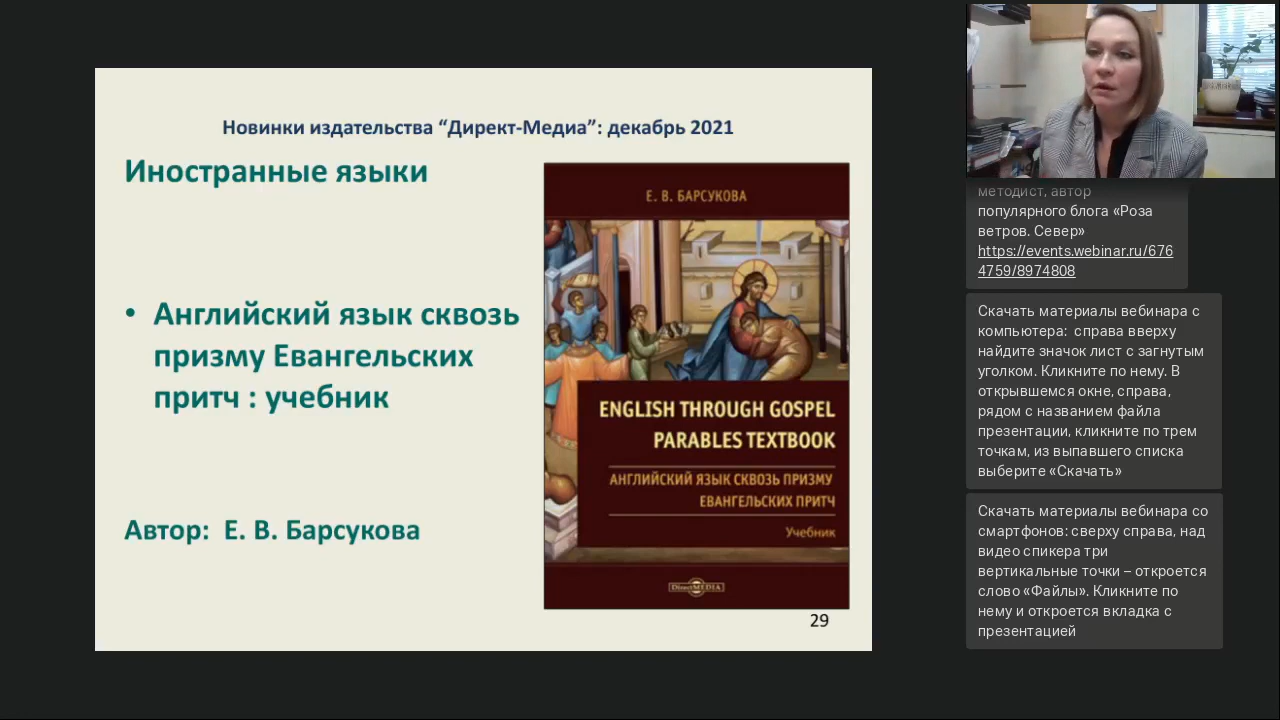 Новинки издательства “Директ-Медиа”: декабрь 2021
Иностранные языки
• Английский язык сквозь
призму Евангельских
притч : учебник
Автор: Е. В. Барсукова
Е. В. БАРСУКОВА
ENGLISH THROUGH GOSPEL
PARABLES TEXTBOOK
АНГЛИЙСКИЙ ЯЗЫК СКВОЗЬ ПРИЗМУ
ЕВАНГЕЛЬСКИХ ПРИТЧ
Учебник
DirectMEDIA
29
методист, автор
популярного блога «Роза
ветров. Север»
https://events.webinar.ru/676
4759/8974808
Скачать материалы вебинара с
компьютера: справа вверху
найдите значок лист с загнутым
уголком. Кликните по нему. В
открывшемся окне, справа,
рядом с названием файла
презентации, кликните по трем
точкам, из выпавшего списка
выберите «Скачать»
Скачать материалы вебинара со
смартфонов: сверху справа, над
видео спикера три
вертикальные точки – откроется
слово «Файлы». Кликните по
нему и откроется вкладка с
презентацией